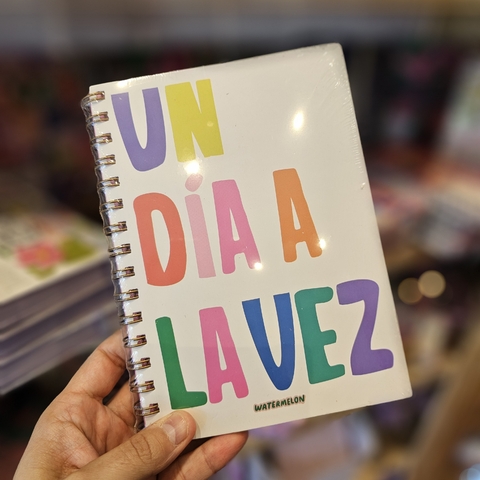 UN
DÍA A
LA VEZ
WATERMELON